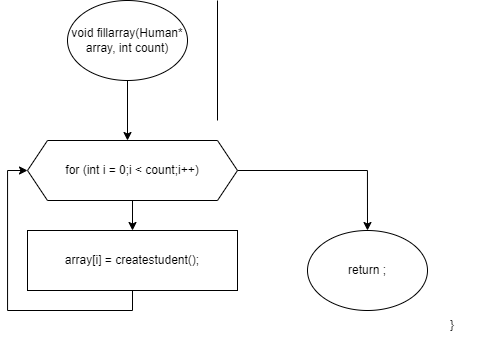 void fillarray(Human*
array, int count)
for (int i = 0;i < count;i++)
array[i] = createstudent();
return ;
}